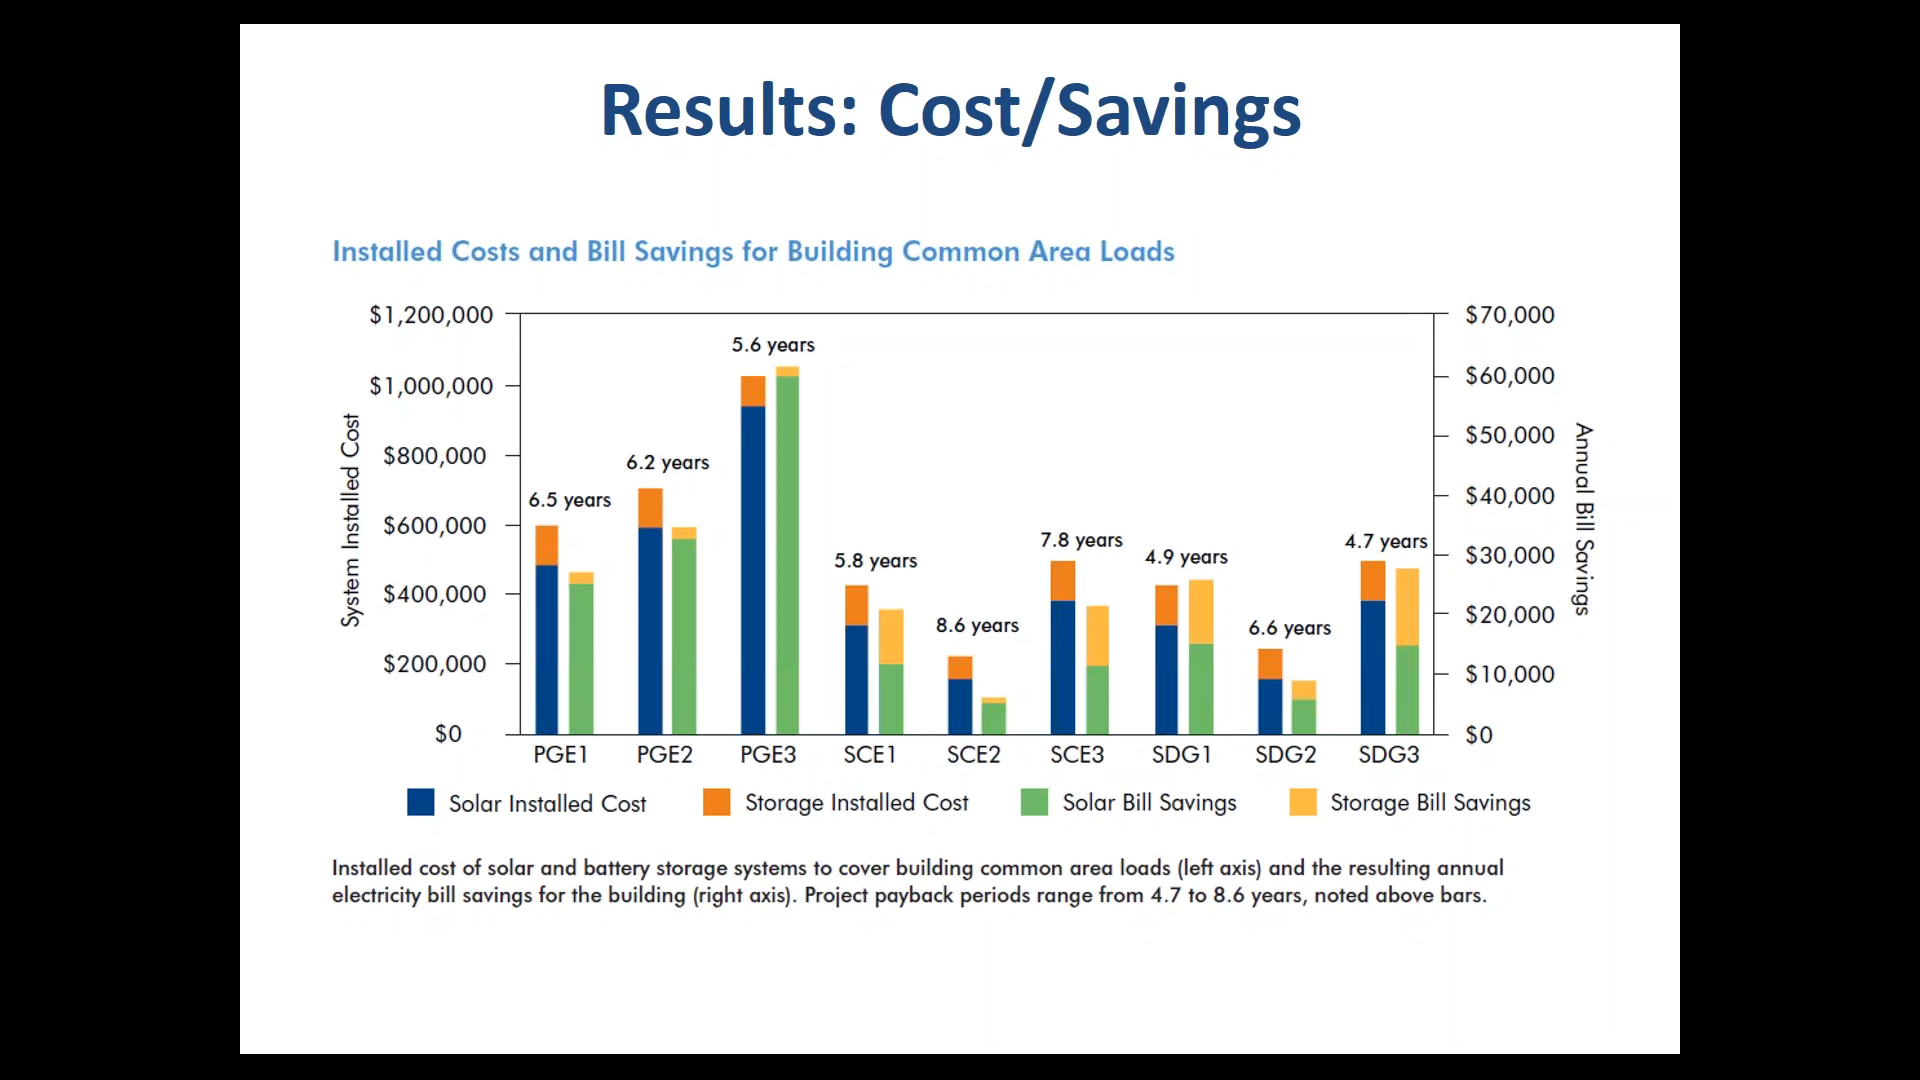 Results: Cost/Savings
Installed Costs and Bill Savings for Building Common Area Loads
System Installed Cost
$1,200,000
$1,000,000
$800,000
$600,000
$400,000
$200,000
$0
6.5 years
6.2 years
5.6 years
5.8 years
8.6 years
7.8 years
4.9 years
6.6 years
4.7 years
$70,000
$60,000
$50,000
$40,000
$30,000
$20,000
$10,000
$0
Annual Bill Savings
PGE1 PGE2 PGE3 SCE1 SCE2 SCE3 SDG1 SDG2 SDG3
Solar Installed Cost Storage Installed Cost Solar Bill Savings Storage Bill Savings
Installed cost of solar and battery storage systems to cover building common area loads (left axis) and the resulting annual
electricity bill savings for the building (right axis). Project payback periods range from 4.7 to 8.6 years, noted above bars.